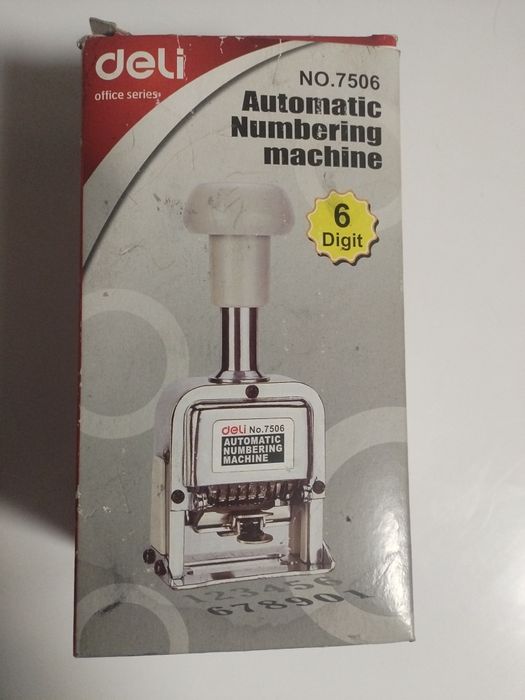 deli
office series
NO.7506
Automatic
Numbering
machine
6
Digit
deli No.7506
AUTOMATIC
NUMBERING
MACHINE
123456
678901